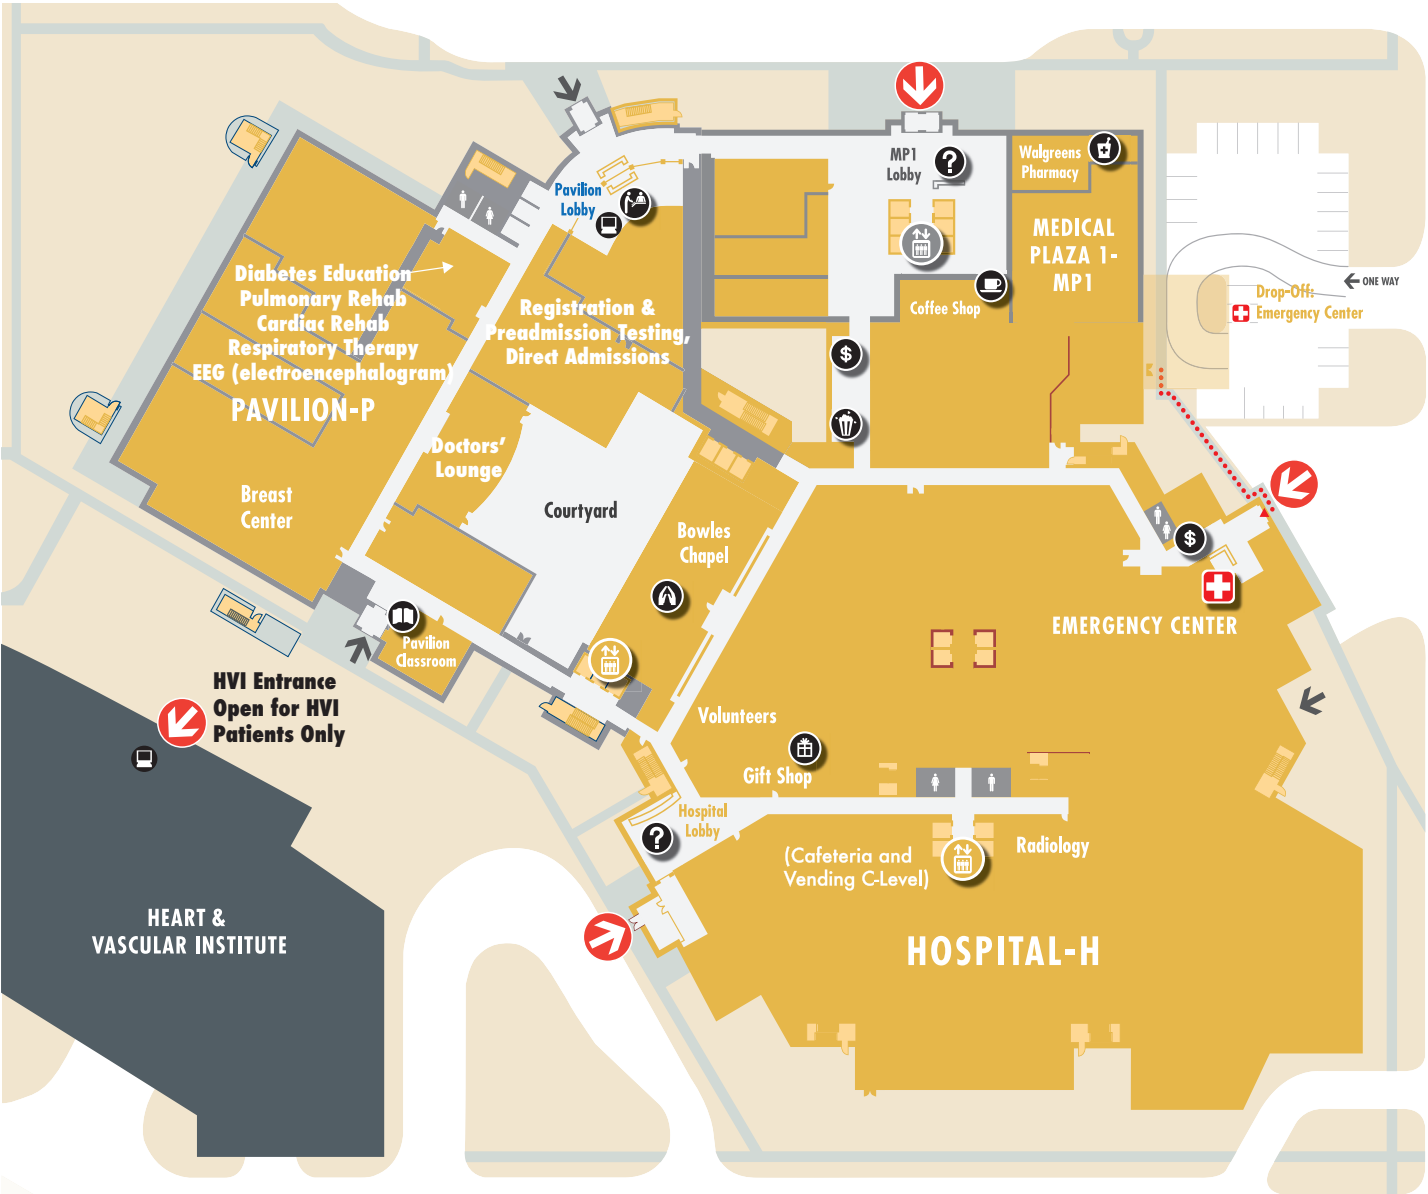 MP1
Lobby
?
Walgreens
Pharmacy
Pavilion
Lobby
MEDICAL
PLAZA 1-
MP1
Diabetes Education
Pulmonary Rehab
Cardiac Rehab
Respiratory Therapy
EEG (electroencephalogram)
PAVILION-P
Registration &
Preadmission Testing,
Direct Admissions
Coffee Shop
ONE WAY
Drop-Off:
Emergency Center
$
Doctors'
Lounge
Breast
Center
Courtyard
Bowles
Chapel
$
EMERGENCY CENTER
Pavilion
Classroom
HVI Entrance
Open for HVI
Patients Only
Volunteers
Gift Shop
Hospital
Lobby
?
(Cafeteria and
Vending C-Level)
Radiology
HEART &
VASCULAR INSTITUTE
HOSPITAL-H